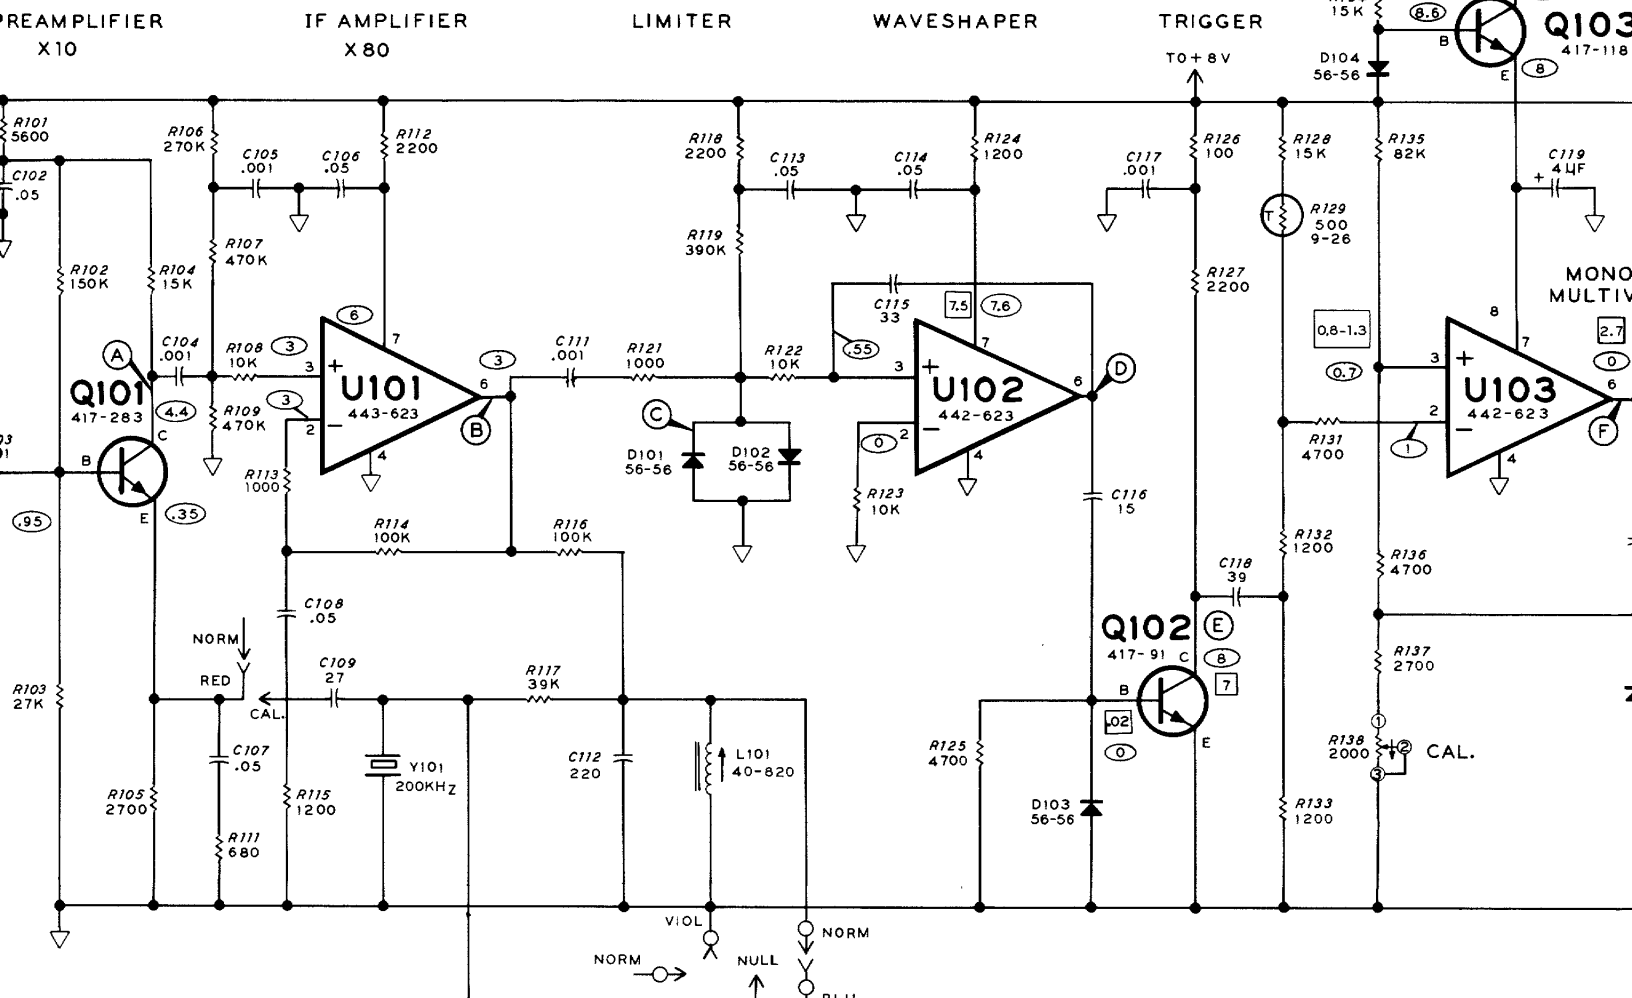 PREAMPLIFIER
X10
IF AMPLIFIER
X80
LIMITER
WAVESHAPER
TRIGGER
TO +8V
15K
8.6
B
Q103
417-118
E
8
D104
56-56
R101
5600
C102
.05
R106
270K
C105
.001
C106
.05
R112
2200
R118
2200
C113
.05
C114
.05
R124
1200
C117
.001
R126
100
R128
15K
R135
82K
C119
+
4µF
T
R129
500
9-26
R107
470K
R119
390K
R102
150K
R104
15K
R127
2200
MONO
MULTIV
C115
33
7.5
7.6
6
7
7
8
7
0.8-1.3
2.7
0
A
C104
.001
R108
10K
3
3
+
U101
443-623
3
2
−
4
6
3
B
C111
.001
R121
1000
R122
10K
.55
3
+
U102
442-623
0
2
−
4
6
D
0.7
3
+
U103
442-623
1
2
−
4
6
F
Q101
417-283
4.4
C
B
E
.35
.95
R109
470K
R113
1000
C
D101
56-56
D102
56-56
R123
10K
C116
15
R131
4700
R114
100K
R116
100K
R132
1200
R136
4700
C118
39
C108
.05
NORM
RED
CAL.
C109
27
R117
39K
Q102
417-91
E
C
8
7
B
.02
0
E
R103
27K
C107
.05
Y101
200KHz
C112
220
L101
40-820
R125
4700
R137
2700
1
R138
2000
2
3
CAL.
R105
2700
R111
680
R115
1200
D103
56-56
R133
1200
VIOL
NORM
NORM
NULL